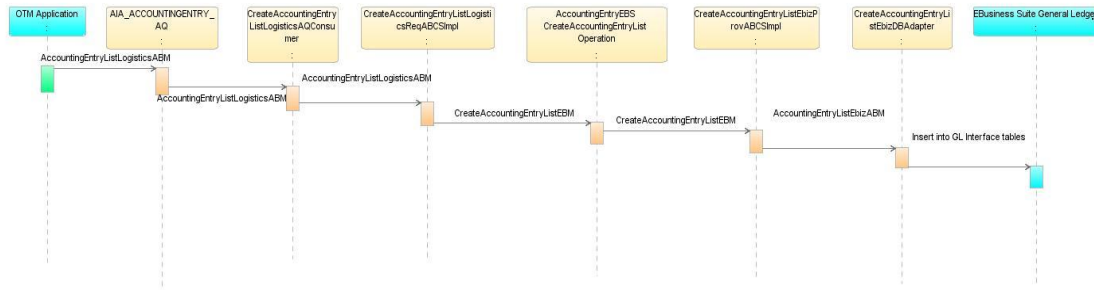 OTM Application
:
AIA_ACCOUNTINGENTRY_
AQ
:
CreateAccountingEntry
ListLogisticsAQConsu
mer
:
CreateAccountingEntryListLogisti
csReqABCSImpl
:
AccountingEntryEBS
CreateAccountingEntryList
Operation
:
CreateAccountingEntryListEbizP
rovABCSImpl
:
CreateAccountingEntryLi
stEbizDBAdapter
:
EBusiness Suite General Ledge
:
AccountingEntryListLogisticsABM
AccountingEntryListLogisticsABM
AccountingEntryListLogisticsABM
CreateAccountingEntryListEBM
CreateAccountingEntryListEBM
AccountingEntryListEbizABM
Insert into GL Interface tables